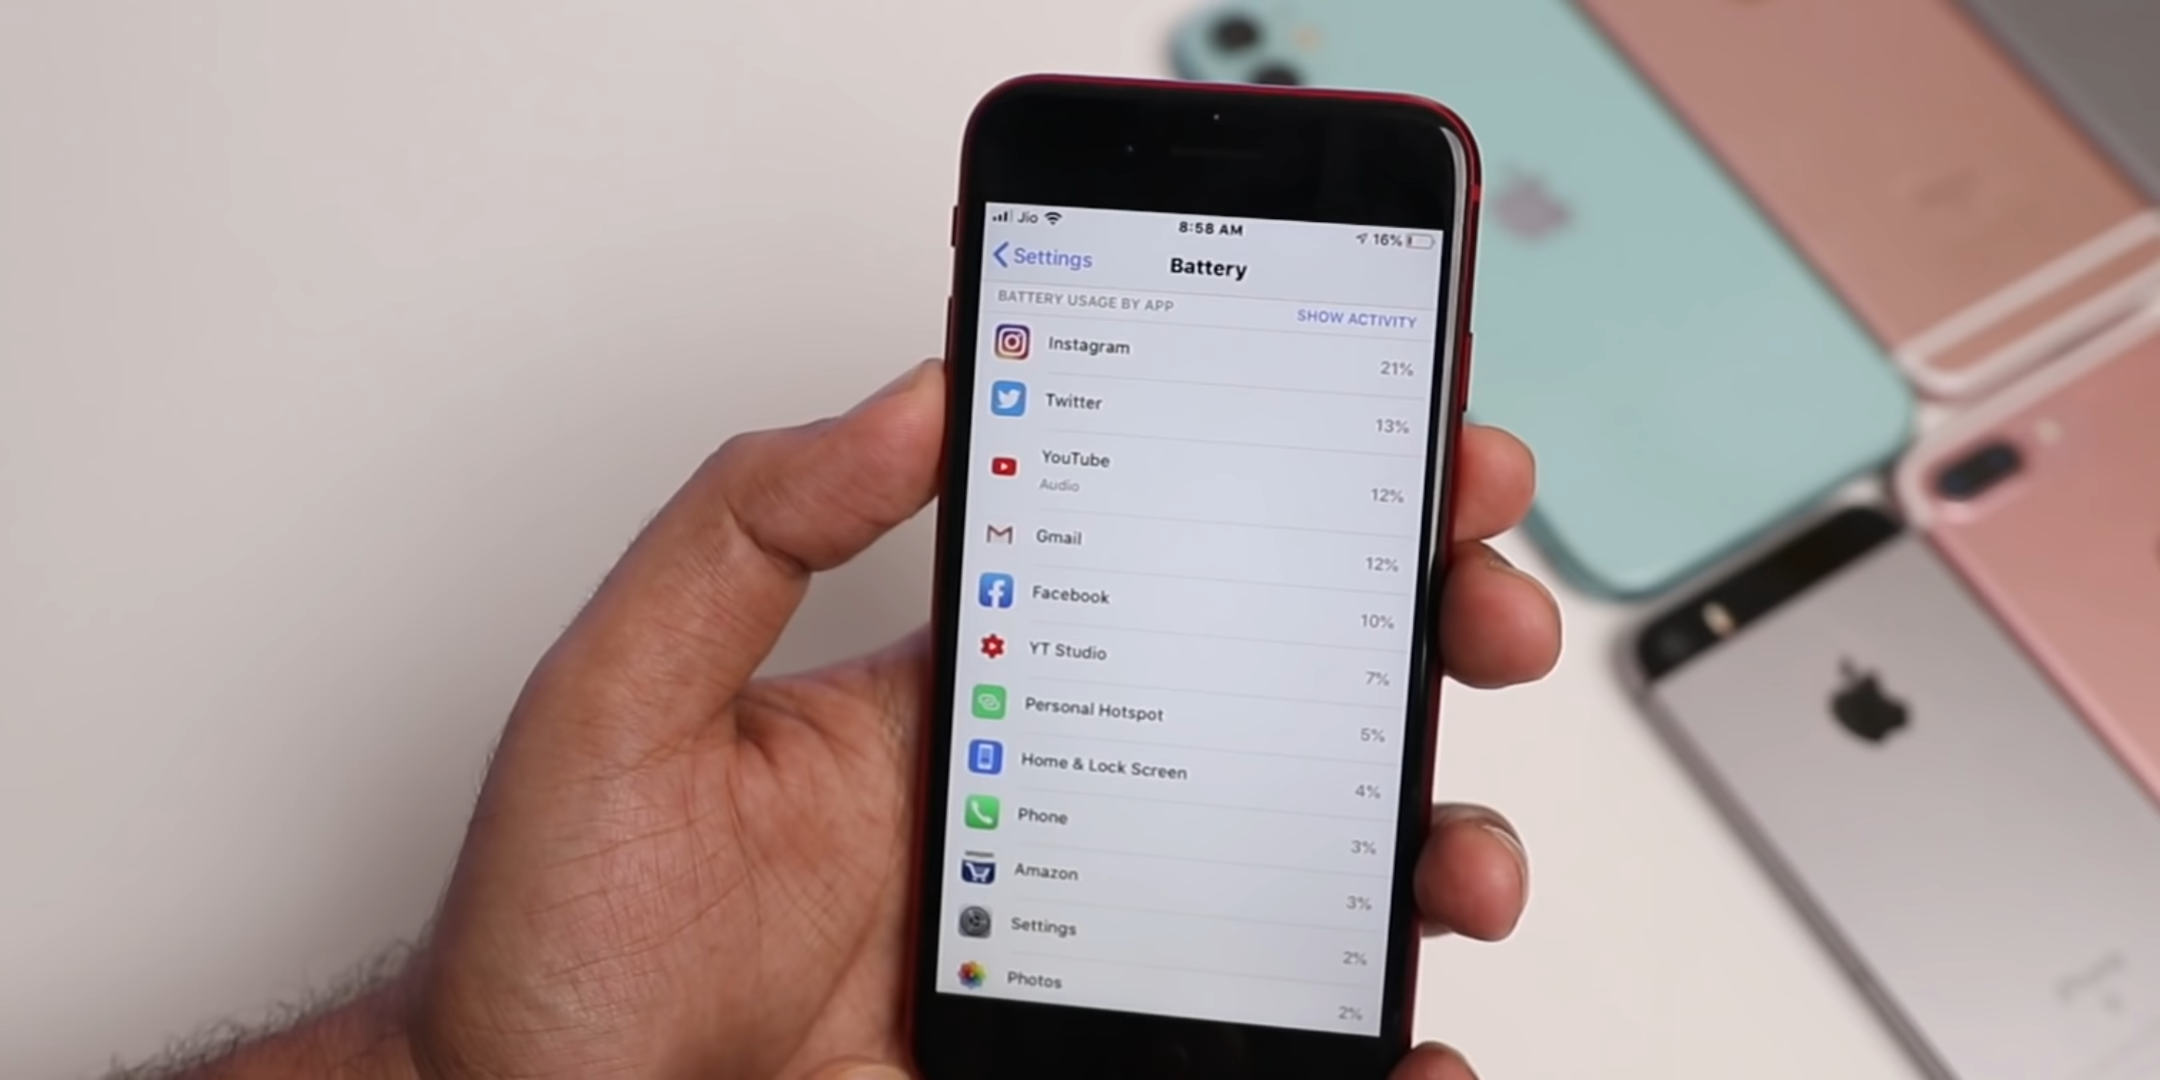 Jio
8:58 AM
16%
Settings
Battery
BATTERY USAGE BY APP
SHOW ACTIVITY
Instagram
21%
Twitter
13%
YouTube
Audio
12%
Gmail
12%
Facebook
10%
YT Studio
7%
Personal Hotspot
5%
Home & Lock Screen
4%
Phone
3%
Amazon
3%
Settings
2%
Photos
2%